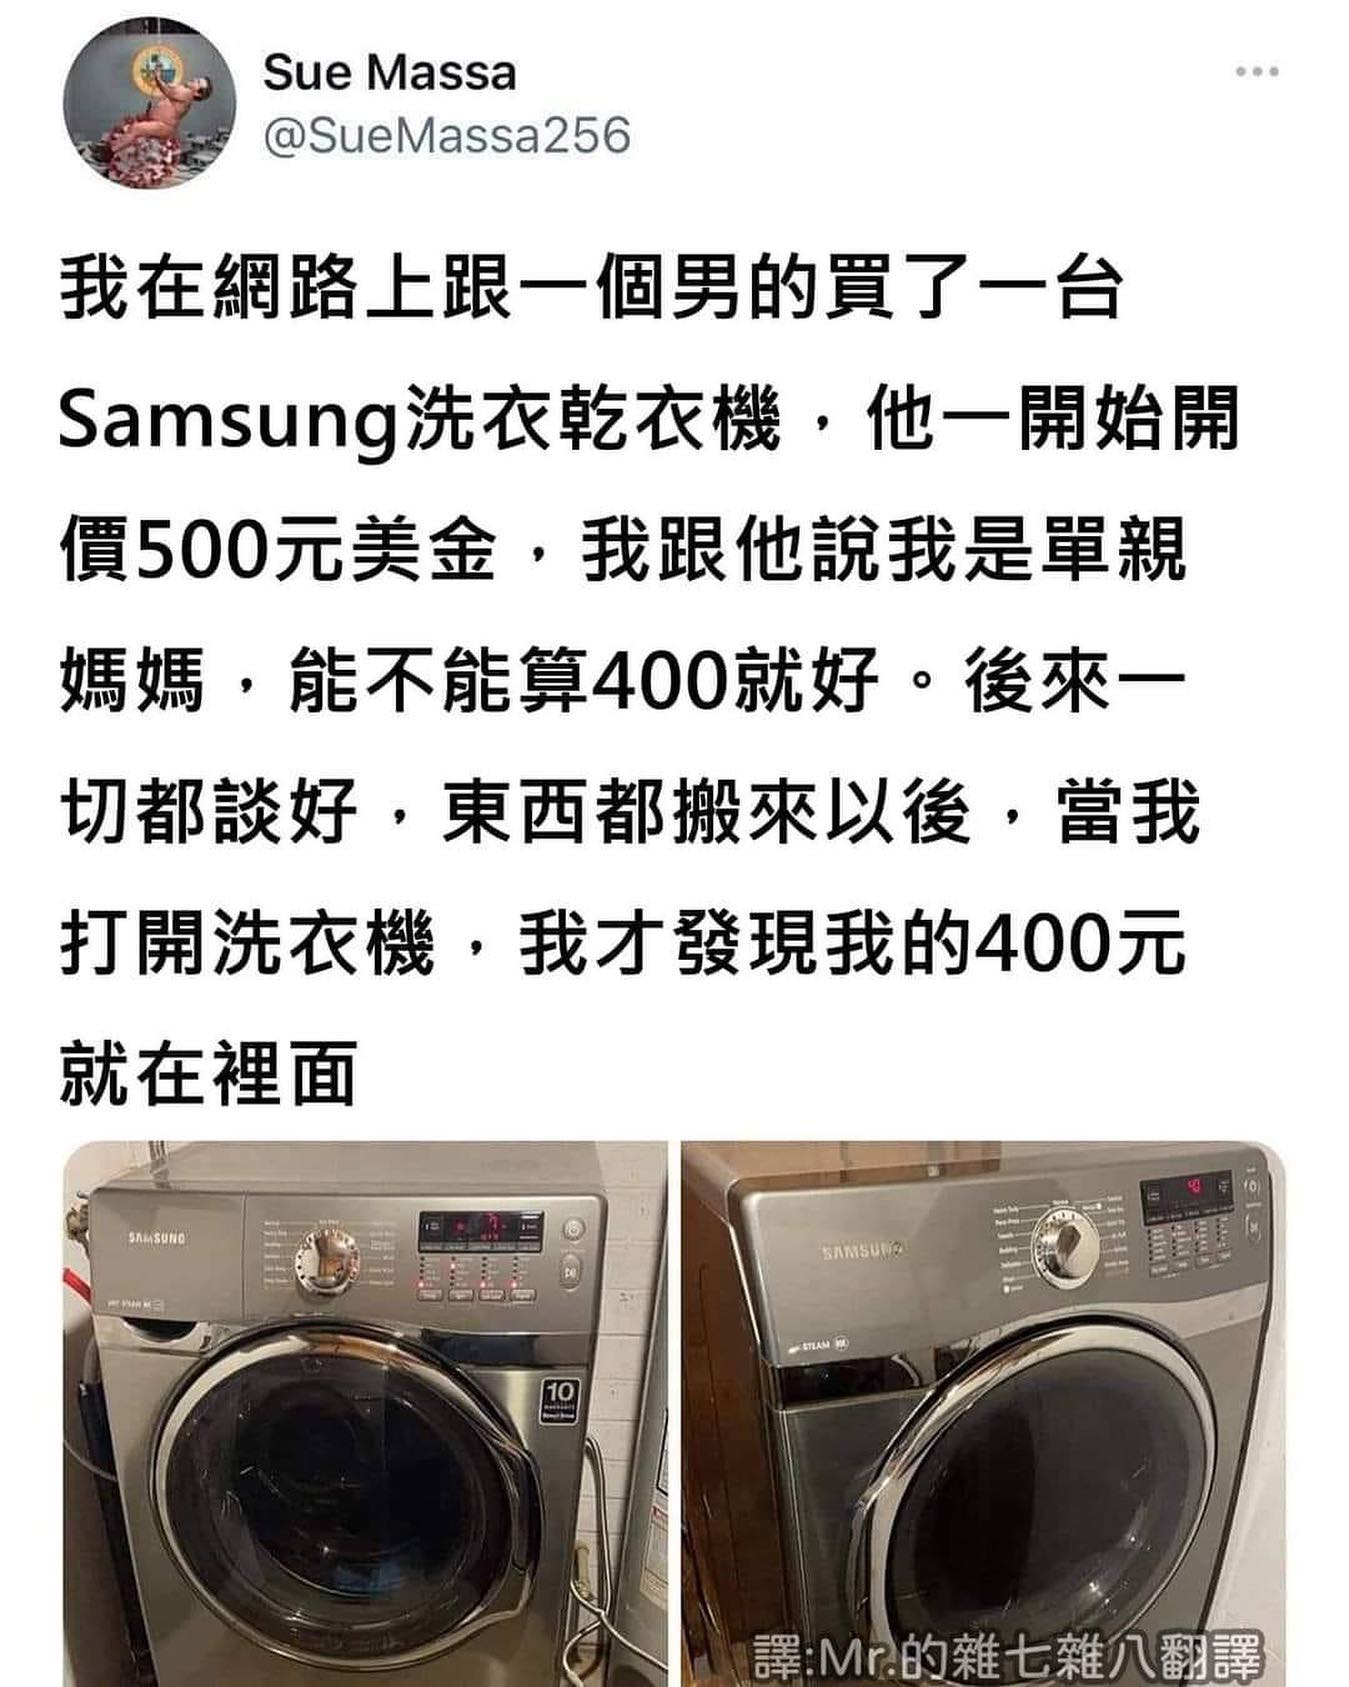 Sue Massa
@SueMassa256
我在網路上跟一個男的買了一台
Samsung洗衣乾衣機，他一開始開
價500元美金，我跟他說我是單親
媽媽，能不能算400就好。後來一
切都談好，東西都搬來以後，當我
打開洗衣機，我才發現我的400元
就在裡面
SAMSUNG
10
SAMSUNG
40
STEAM
譯:Mr.的雜七雜八翻譯